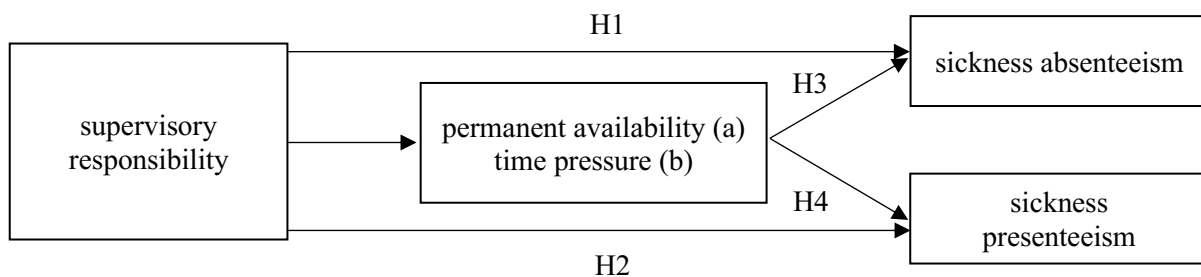 H1
supervisory
responsibility
permanent availability (a)
time pressure (b)
H3
sickness absenteeism
H4
sickness
presenteeism
H2